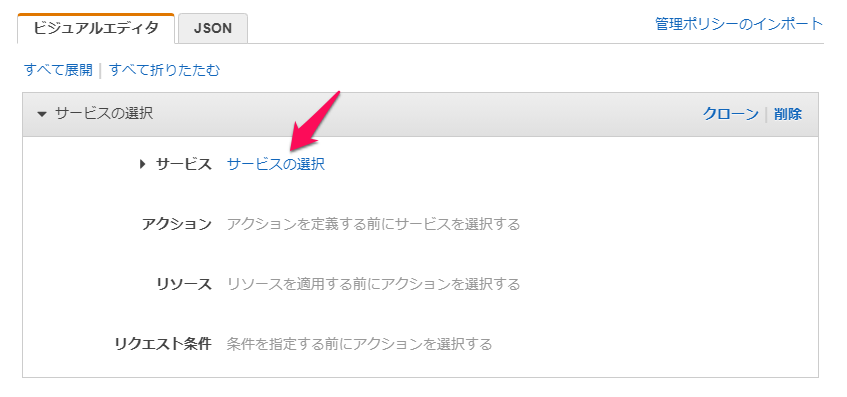 ビジュアルエディタ JSON 管理ポリシーのインポート
すべて展開 | すべて折りたたむ
サービスの選択 クローン | 削除
サービス サービスの選択
アクション アクションを定義する前にサービスを選択する
リソース リソースを適用する前にアクションを選択する
リクエスト条件 条件を指定する前にアクションを選択する